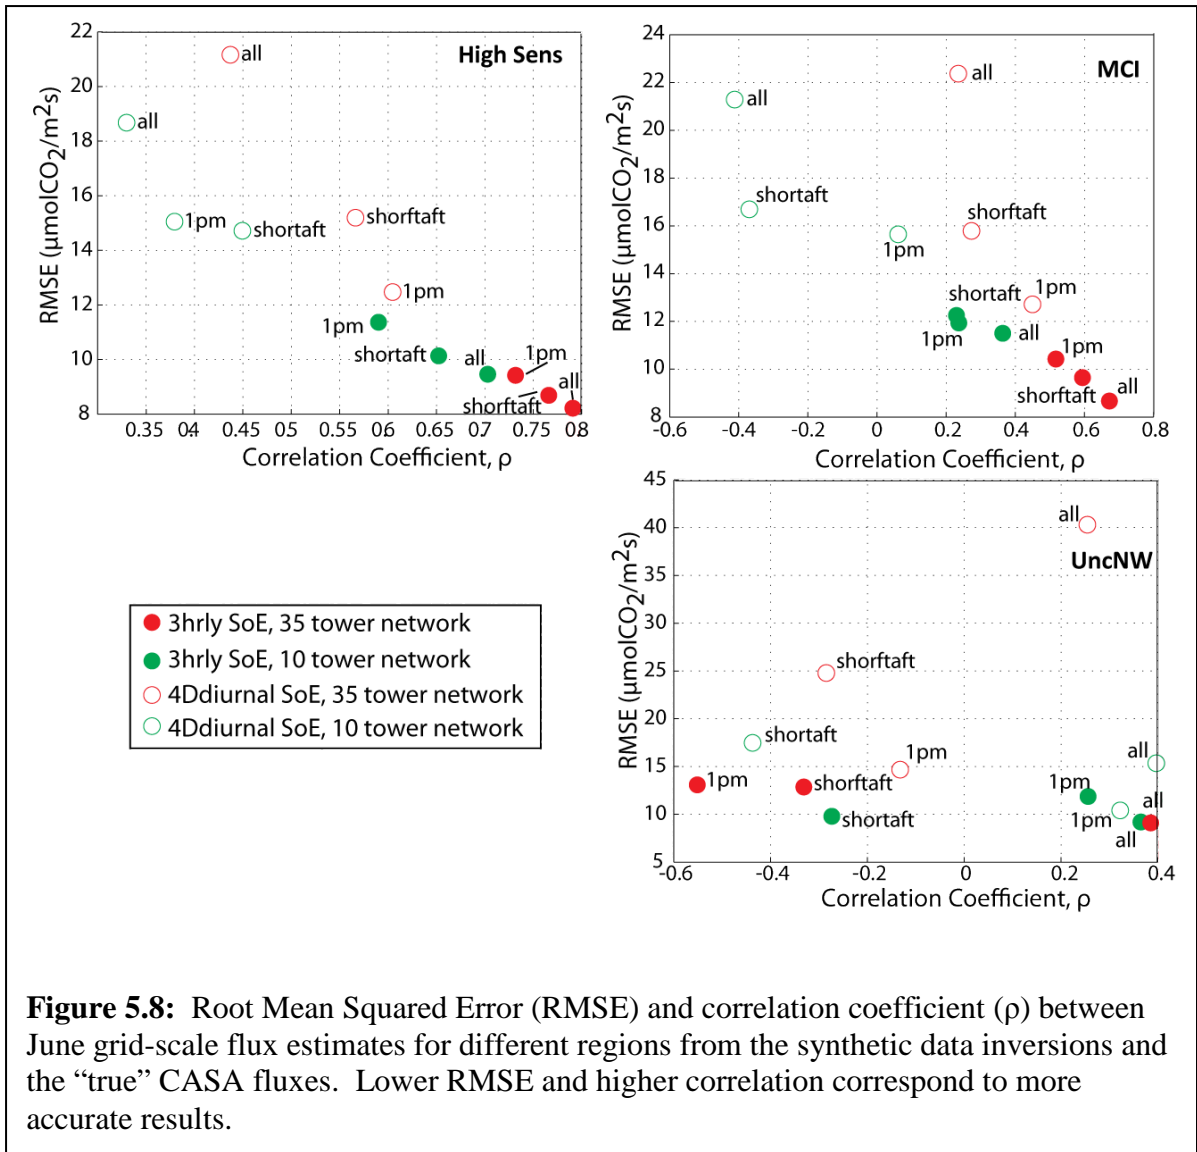 High Sens
22
20
18
16
14
12
10
8
RMSE (µmolCO2/m2s)
all
all
1pm
shortaft
shorftaft
1pm
1pm
shortaft
all
1pm
shorftaft
all
0.35 0.4 0.45 0.5 0.55 0.6 0.65 0.7 0.75 0.8
Correlation Coefficient, ρ
MCI
24
22
20
18
16
14
12
10
8
RMSE (µmolCO2/m2s)
all
all
shortaft
shorftaft
1pm
1pm
shortaft
1pm
all
1pm
shorftaft
all
-0.6 -0.4 -0.2 0 0.2 0.4 0.6 0.8
Correlation Coefficient, ρ
UncNW
45
40
35
30
25
20
15
10
5
RMSE (µmolCO2/m2s)
all
shorftaft
shortaft
1pm
all
1pm
shorftaft
1pm
all
shortaft
1pm
all
-0.6 -0.4 -0.2 0 0.2 0.4
Correlation Coefficient, ρ
3hrly SoE, 35 tower network
3hrly SoE, 10 tower network
4Ddiurnal SoE, 35 tower network
4Ddiurnal SoE, 10 tower network
Figure 5.8: Root Mean Squared Error (RMSE) and correlation coefficient (ρ) between
June grid-scale flux estimates for different regions from the synthetic data inversions and
the “true” CASA fluxes. Lower RMSE and higher correlation correspond to more
accurate results.